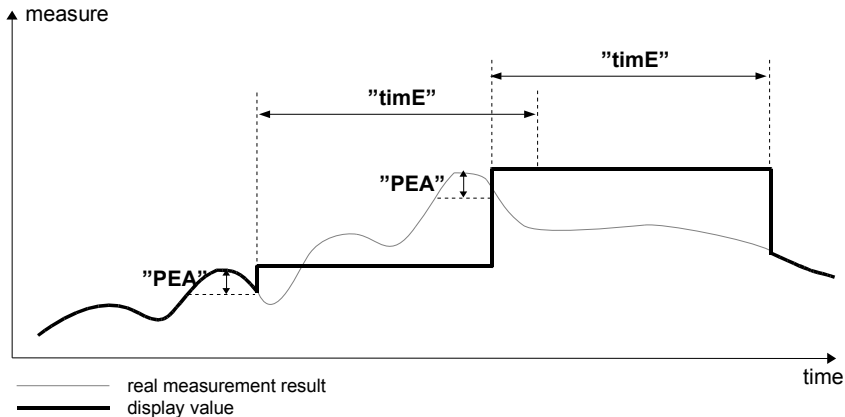 measure
”timE”
”timE”
”PEA”
”PEA”
time
real measurement result
display value